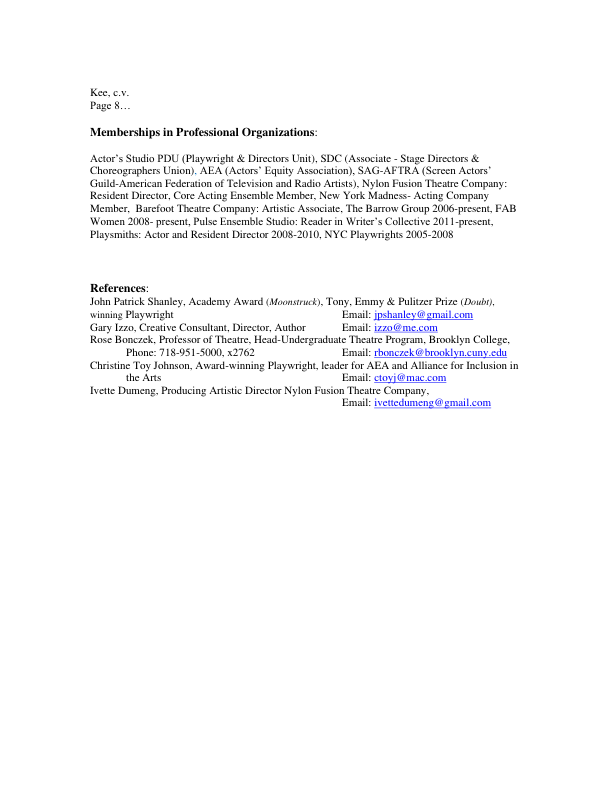 Kee, c.v.
Page 8…
Memberships in Professional Organizations:
Actor's Studio PDU (Playwright & Directors Unit), SDC (Associate - Stage Directors &
Choreographers Union), AEA (Actors' Equity Association), SAG-AFTRA (Screen Actors'
Guild-American Federation of Television and Radio Artists), Nylon Fusion Theatre Company:
Resident Director, Core Acting Ensemble Member, New York Madness- Acting Company
Member,  Barefoot Theatre Company: Artistic Associate, The Barrow Group 2006-present, FAB
Women 2008- present, Pulse Ensemble Studio: Reader in Writer's Collective 2011-present,
Playsmiths: Actor and Resident Director 2008-2010, NYC Playwrights 2005-2008
References:
John Patrick Shanley, Academy Award (Moonstruck), Tony, Emmy & Pulitzer Prize (Doubt),
winning Playwright Email: jpshanley@gmail.com
Gary Izzo, Creative Consultant, Director, Author Email: izzo@me.com
Rose Bonczek, Professor of Theatre, Head-Undergraduate Theatre Program, Brooklyn College,
Phone: 718-951-5000, x2762 Email: rbonczek@brooklyn.cuny.edu
Christine Toy Johnson, Award-winning Playwright, leader for AEA and Alliance for Inclusion in
the Arts Email: ctoyj@mac.com
Ivette Dumeng, Producing Artistic Director Nylon Fusion Theatre Company,
Email: ivettedumeng@gmail.com